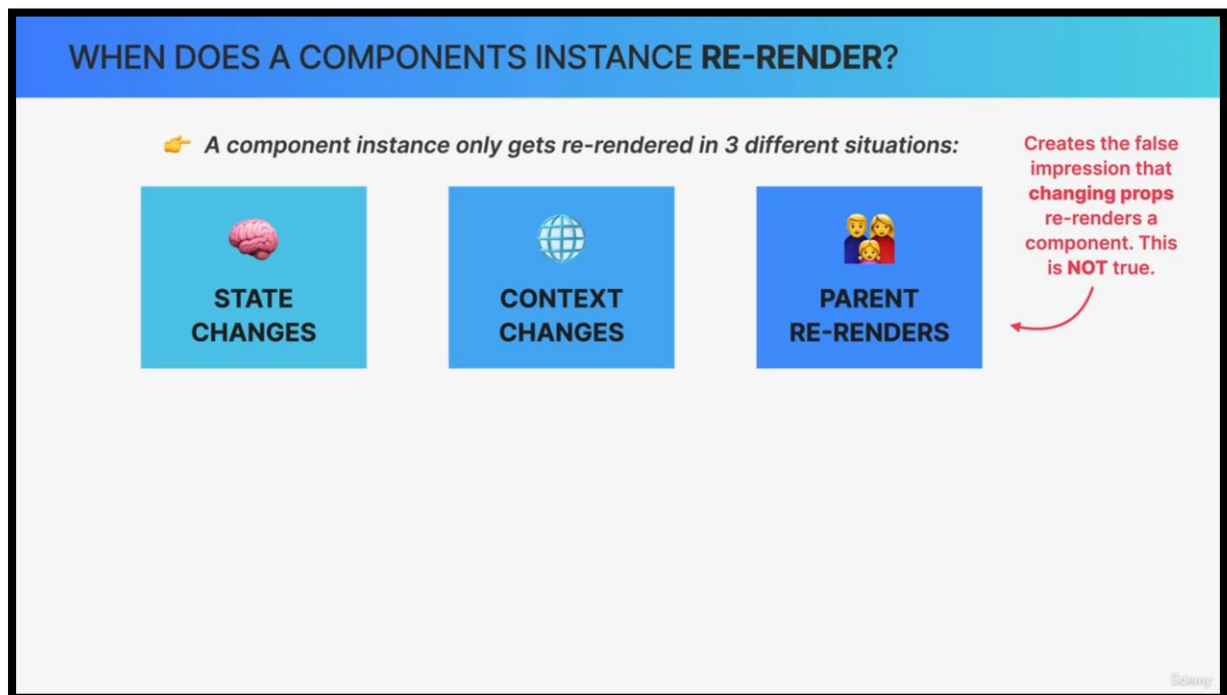 WHEN DOES A COMPONENTS INSTANCE RE-RENDER?
A component instance only gets re-rendered in 3 different situations:
STATE
CHANGES
CONTEXT
CHANGES
PARENT
RE-RENDERS
Creates the false
impression that
changing props
re-renders a
component. This
is NOT true.
ûdemy